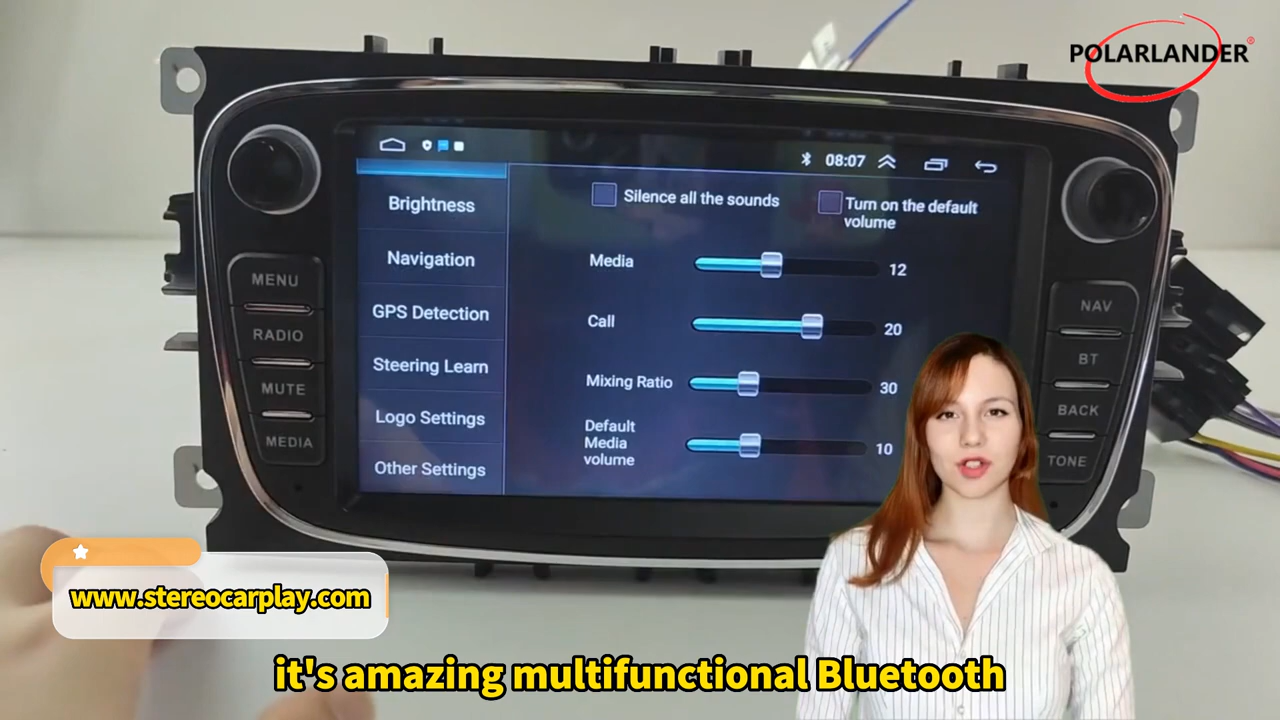 POLARLANDER®
08:07
Brightness
Navigation
GPS Detection
Steering Learn
Logo Settings
Other Settings
Silence all the sounds
Turn on the default
volume
Media
12
Call
20
Mixing Ratio
30
Default
Media
volume
10
MENU
RADIO
MUTE
MEDIA
NAV
BT
BACK
TONE
www.stereocarplay.com
it's amazing multifunctional Bluetooth